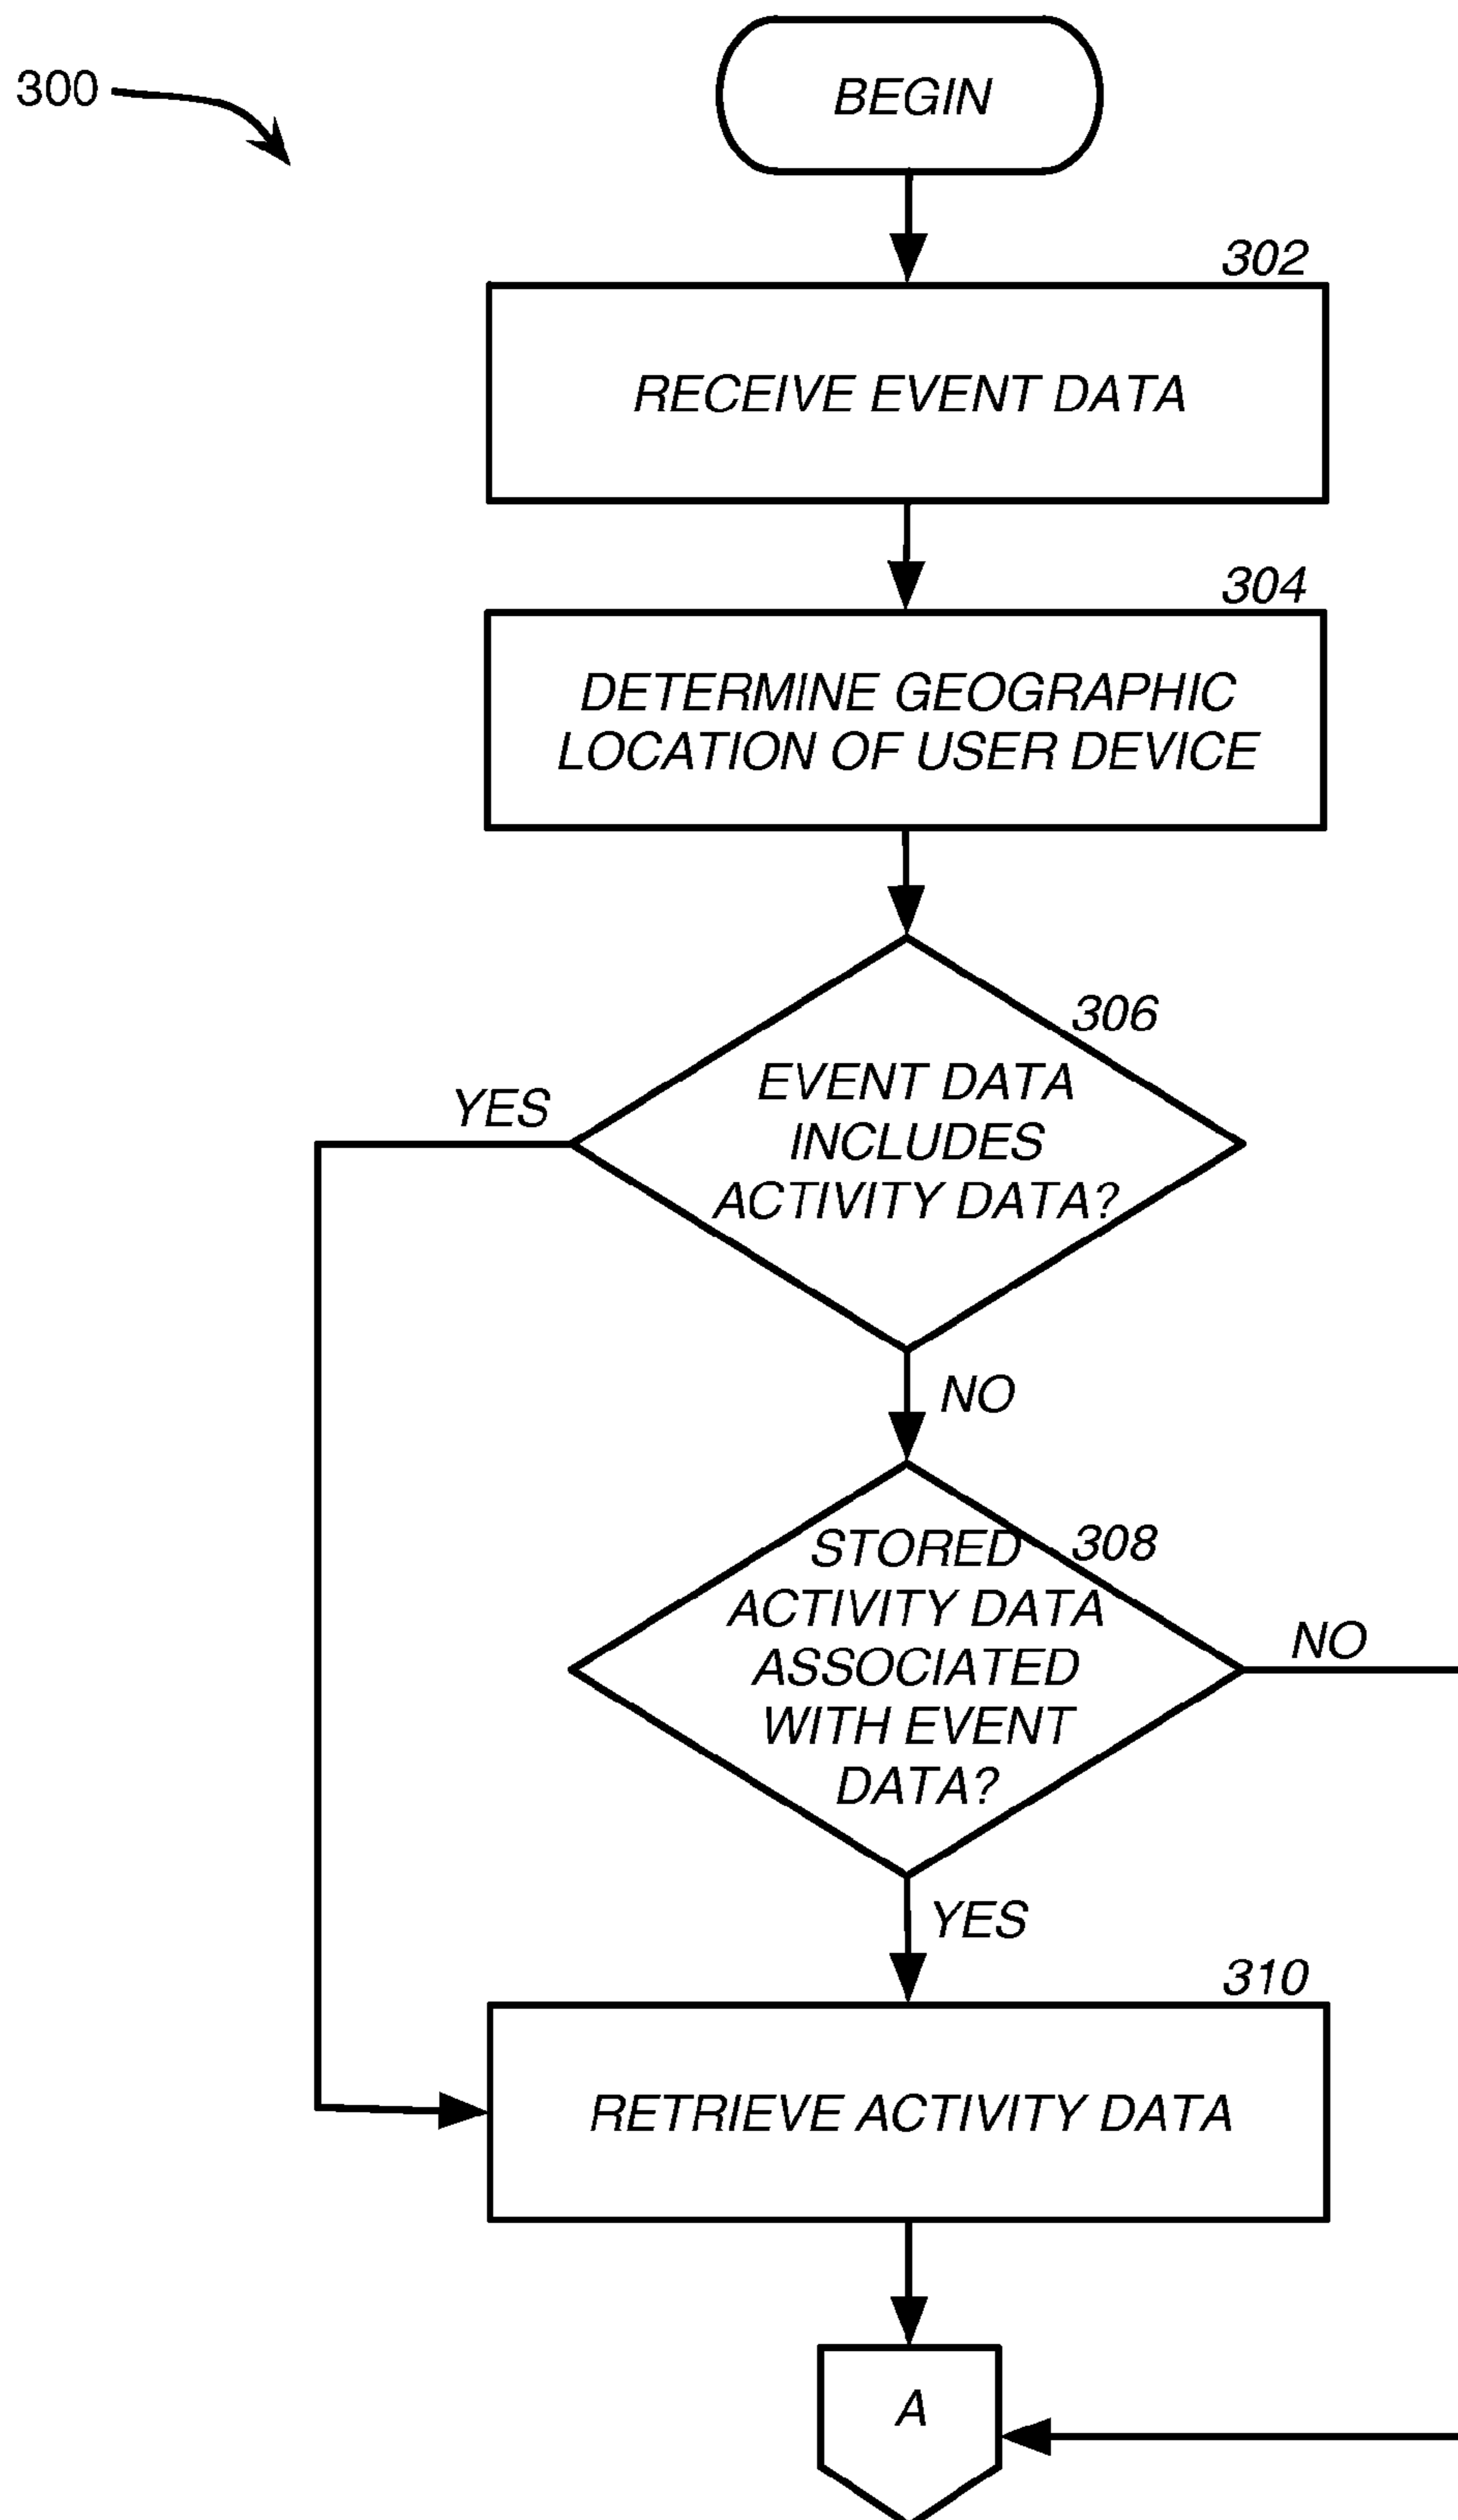 300
BEGIN
302
RECEIVE EVENT DATA
304
DETERMINE GEOGRAPHIC
LOCATION OF USER DEVICE
306
EVENT DATA
INCLUDES
ACTIVITY DATA?
YES
NO
308
STORED
ACTIVITY DATA
ASSOCIATED
WITH EVENT
DATA?
NO
YES
310
RETRIEVE ACTIVITY DATA
A